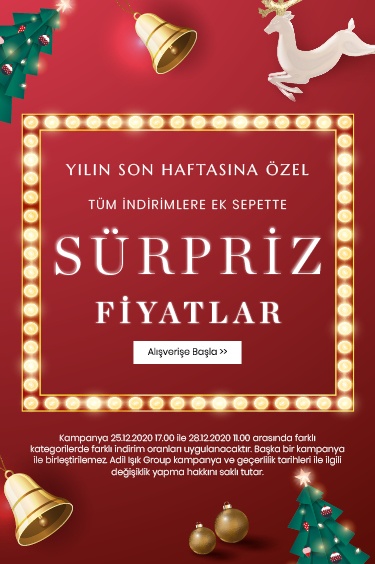 YILIN SON HAFTASINA ÖZEL
TÜM İNDİRİMLERE EK SEPETTE
SÜRPRİZ
FİYATLAR
Alışverişe Başla >>
Kampanya 25.12.2020 17.00 ile 28.12.2020 11.00 arasında farklı
kategorilerde farklı indirim oranları uygulanacaktır. Başka bir kampanya
ile birleştirilemez. Adil Işık Group kampanya ve geçerlilik tarihleri ile ilgili
değişiklik yapma hakkını saklı tutar.